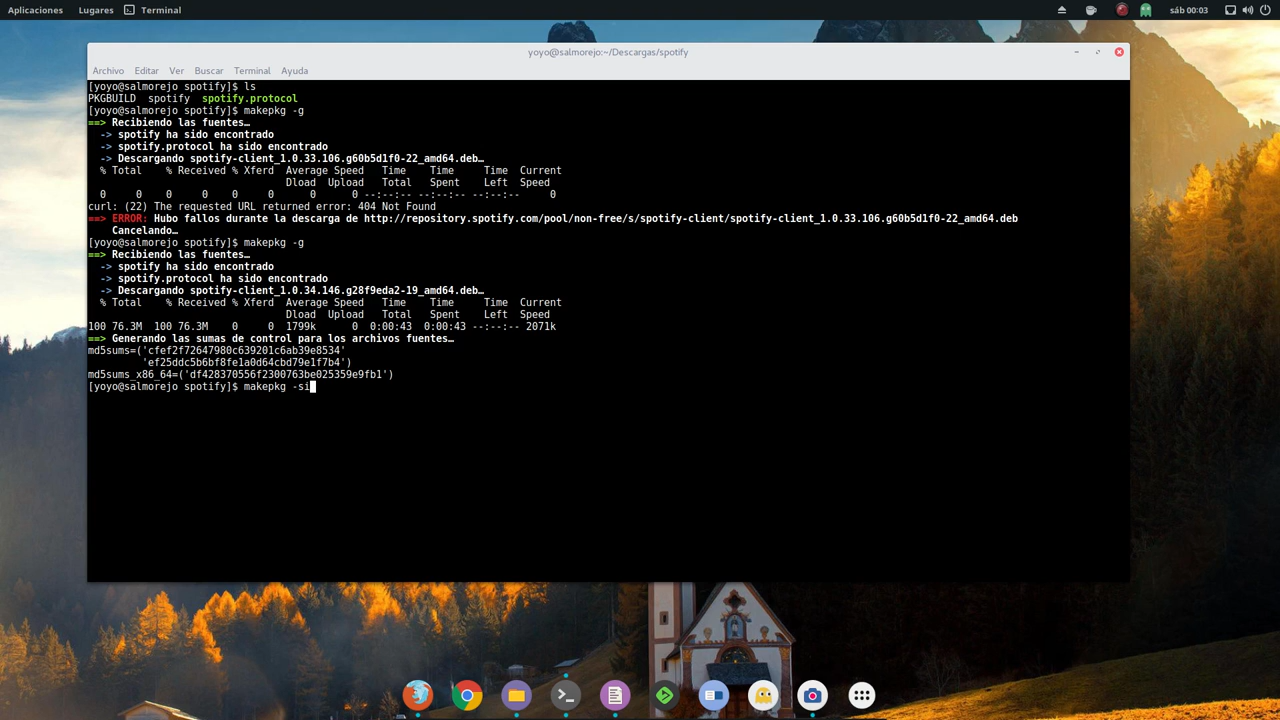 Aplicaciones Lugares Terminal sáb 00:03
yoyo@salmorejo:~/Descargas/spotify
Archivo Editar Ver Buscar Terminal Ayuda
[yoyo@salmorejo spotify]$ ls
PKGBUILD  spotify  spotify.protocol
[yoyo@salmorejo spotify]$ makepkg -g
==> Recibiendo las fuentes…
  -> spotify ha sido encontrado
  -> spotify.protocol ha sido encontrado
  -> Descargando spotify-client_1.0.33.106.g60b5d1f0-22_amd64.deb…
  % Total    % Received % Xferd  Average Speed   Time    Time     Time  Current
                                 Dload  Upload   Total   Spent    Left  Speed
  0     0    0     0    0     0      0      0 --:--:-- --:--:-- --:--:--     0
curl: (22) The requested URL returned error: 404 Not Found
==> ERROR: Hubo fallos durante la descarga de http://repository.spotify.com/pool/non-free/s/spotify-client/spotify-client_1.0.33.106.g60b5d1f0-22_amd64.deb
    Cancelando…
[yoyo@salmorejo spotify]$ makepkg -g
==> Recibiendo las fuentes…
  -> spotify ha sido encontrado
  -> spotify.protocol ha sido encontrado
  -> Descargando spotify-client_1.0.34.146.g28f9eda2-19_amd64.deb…
  % Total    % Received % Xferd  Average Speed   Time    Time     Time  Current
                                 Dload  Upload   Total   Spent    Left  Speed
100 76.3M  100 76.3M    0     0  1799k      0  0:00:43  0:00:43 --:--:-- 2071k
==> Generando las sumas de control para los archivos fuentes…
md5sums=('cfef2f72647980c639201c6ab39e8534'
         'ef25ddc5b6bf8fe1a0d64cbd79e1f7b4')
md5sums_x86_64=('df428370556f2300763be025359e9fb1')
[yoyo@salmorejo spotify]$ makepkg -si